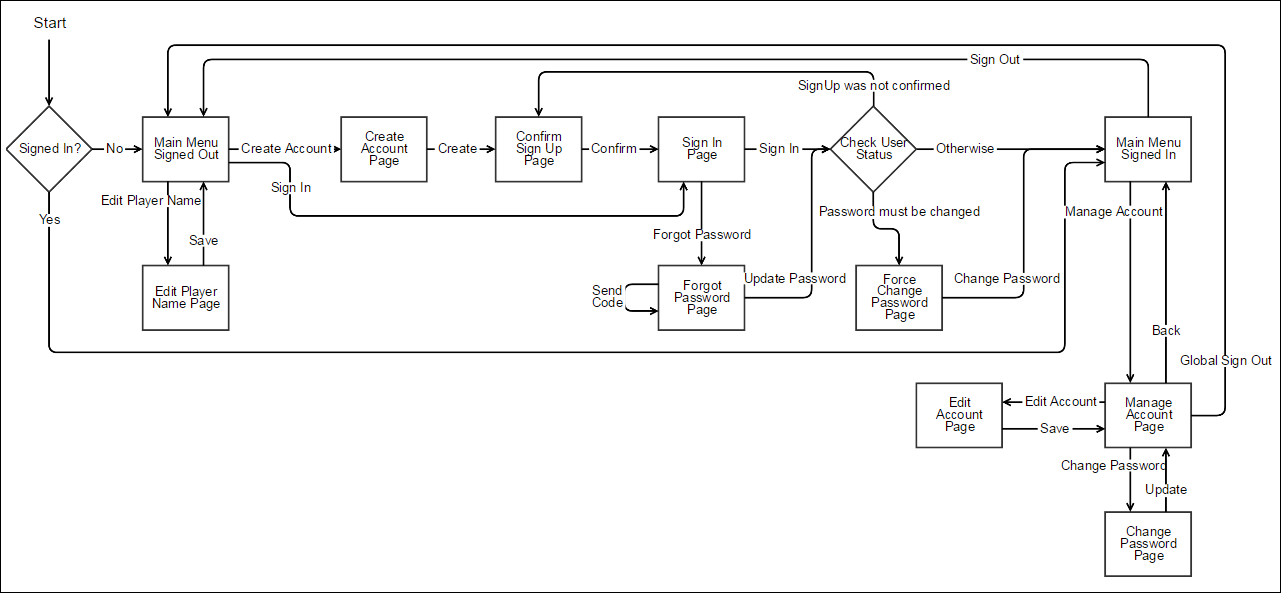 Start
Sign Out
SignUp was not confirmed
Signed In?
No
Main Menu
Signed Out
Create Account
Create
Account
Page
Create
Confirm
Sign Up
Page
Confirm
Sign In
Page
Sign In
Check User
Status
Otherwise
Main Menu
Signed In
Sign In
Edit Player Name
Yes
Save
Forgot Password
Password must be changed
Manage Account
Edit Player
Name Page
Send
Code
Forgot
Password
Page
Update Password
Force
Change
Password
Page
Change Password
Back
Global Sign Out
Edit
Account
Page
Edit Account
Save
Manage
Account
Page
Change Password
Update
Change
Password
Page